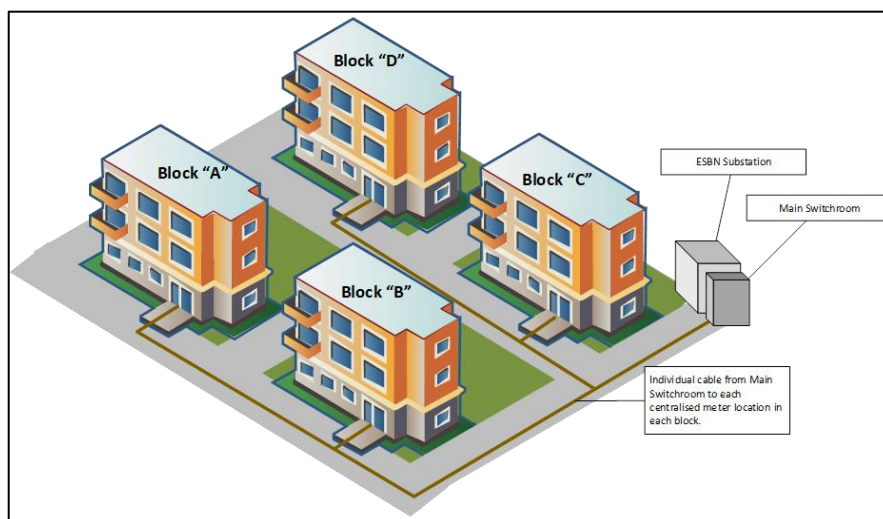 Block “D”
Block “A”
Block “C”
ESBN Substation
Main Switchroom
Block “B”
Individual cable from Main
Switchroom to each
centralised meter location in
each block.